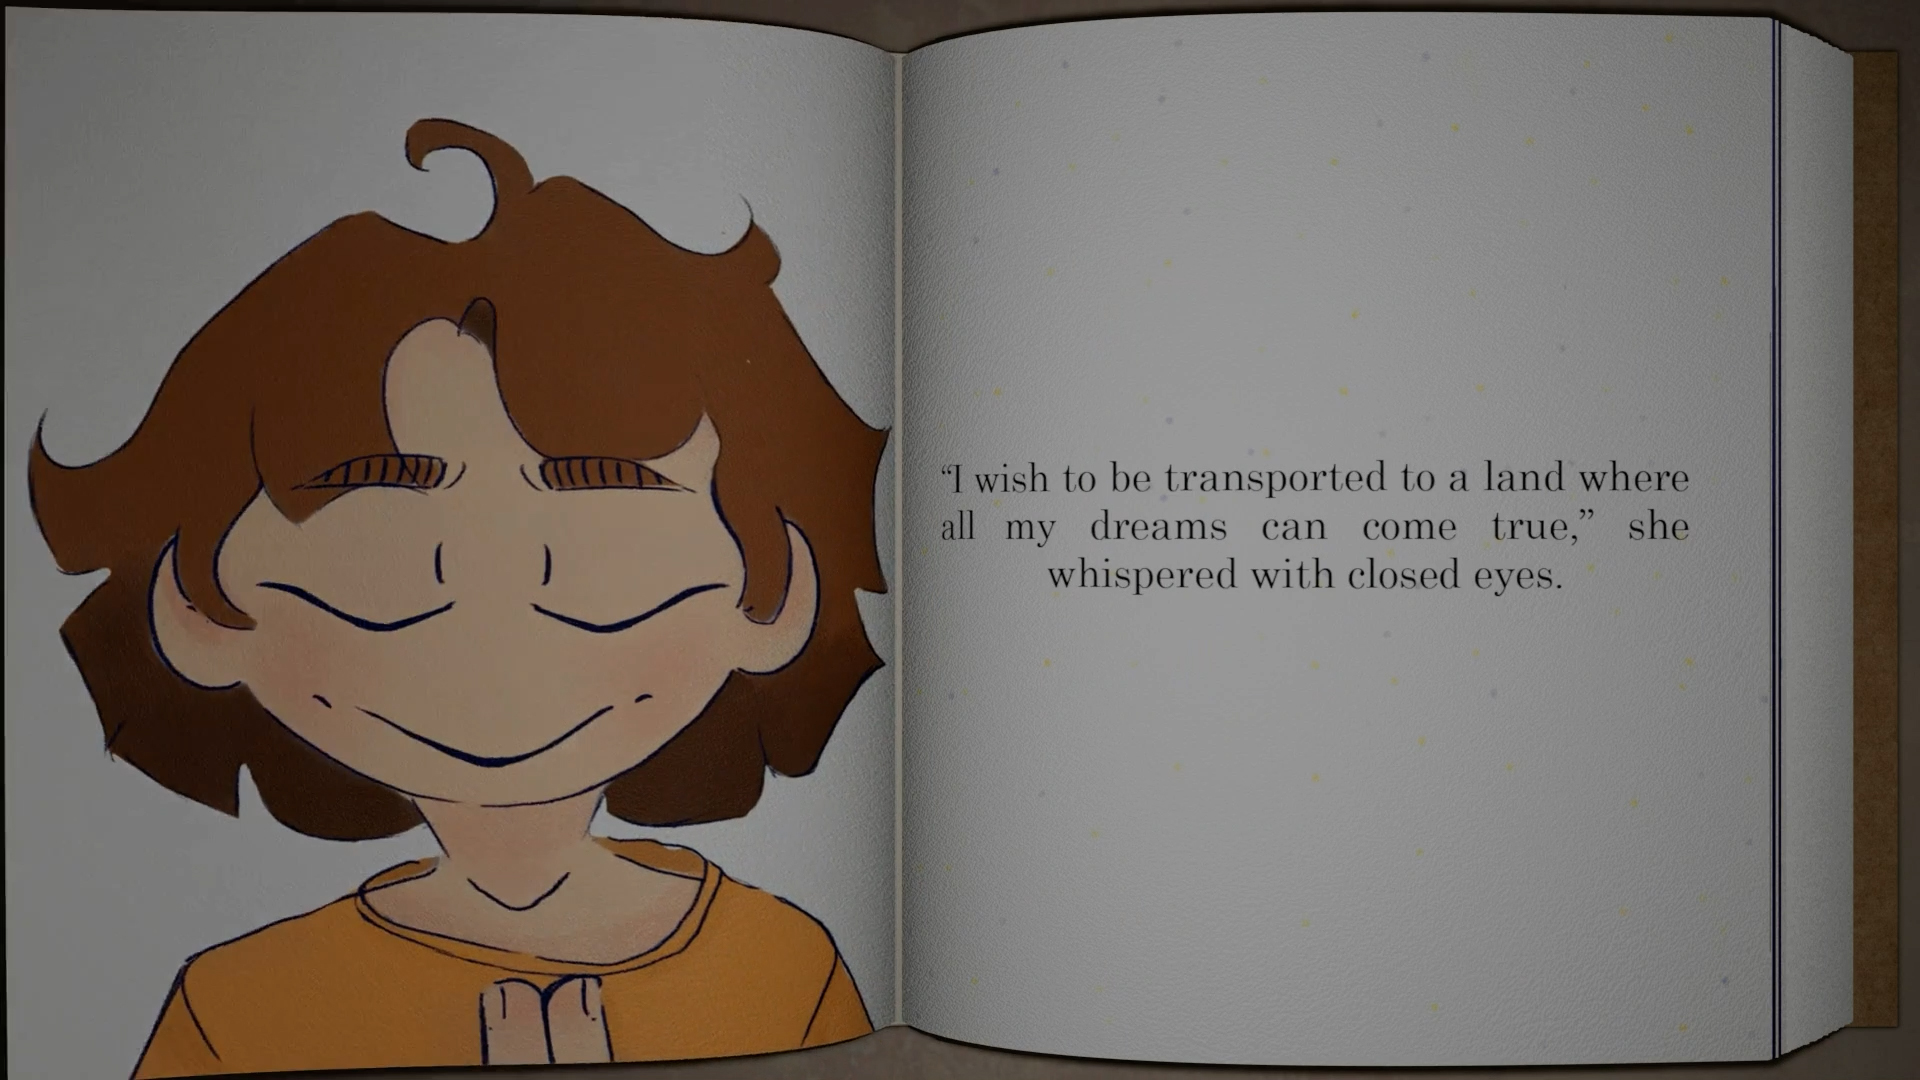 “I wish to be transported to a land where
all my dreams can come true,” she
whispered with closed eyes.